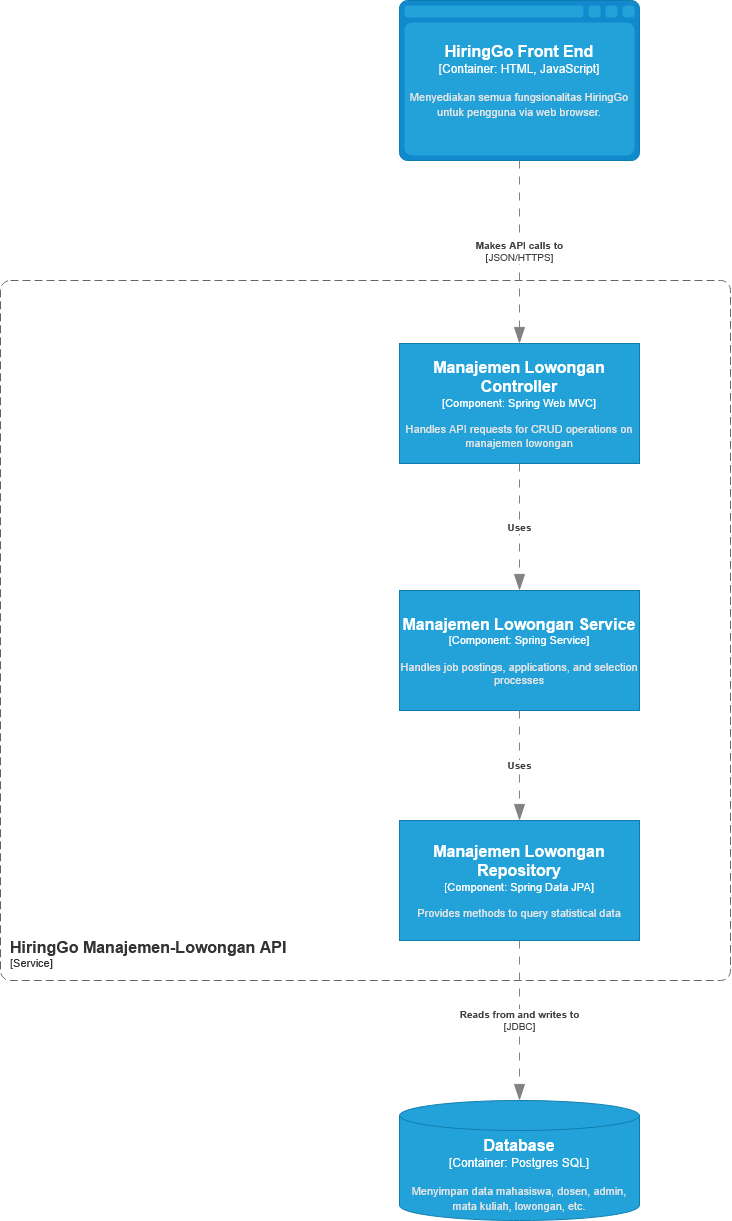 HiringGo Front End
[Container: HTML, JavaScript]
Menyediakan semua fungsionalitas HiringGo
untuk pengguna via web browser.
Makes API calls to
[JSON/HTTPS]
Manajemen Lowongan
Controller
[Component: Spring Web MVC]
Handles API requests for CRUD operations on
manajemen lowongan
Uses
Manajemen Lowongan Service
[Component: Spring Service]
Handles job postings, applications, and selection
processes
Uses
Manajemen Lowongan
Repository
[Component: Spring Data JPA]
Provides methods to query statistical data
HiringGo Manajemen-Lowongan API
[Service]
Reads from and writes to
[JDBC]
Database
[Container: Postgres SQL]
Menyimpan data mahasiswa, dosen, admin,
mata kuliah, lowongan, etc.